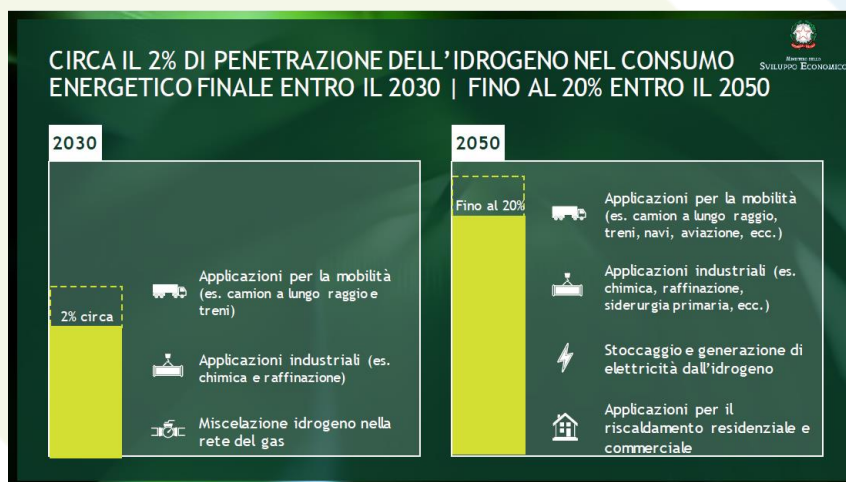 CIRCA IL 2% DI PENETRAZIONE DELL'IDROGENO NEL CONSUMO
ENERGETICO FINALE ENTRO IL 2030 | FINO AL 20% ENTRO IL 2050
MINISTERO DELLO
SVILUPPO ECONOMICO
2030
2% circa
Applicazioni per la mobilità
(es. camion a lungo raggio e
treni)
Applicazioni industriali (es.
chimica e raffinazione)
Miscelazione idrogeno nella
rete del gas
2050
Fino al 20%
Applicazioni per la mobilità
(es. camion a lungo raggio,
treni, navi, aviazione, ecc.)
Applicazioni industriali (es.
chimica, raffinazione,
siderurgia primaria, ecc.)
Stoccaggio e generazione di
elettricità dall'idrogeno
Applicazioni per il
riscaldamento residenziale e
commerciale